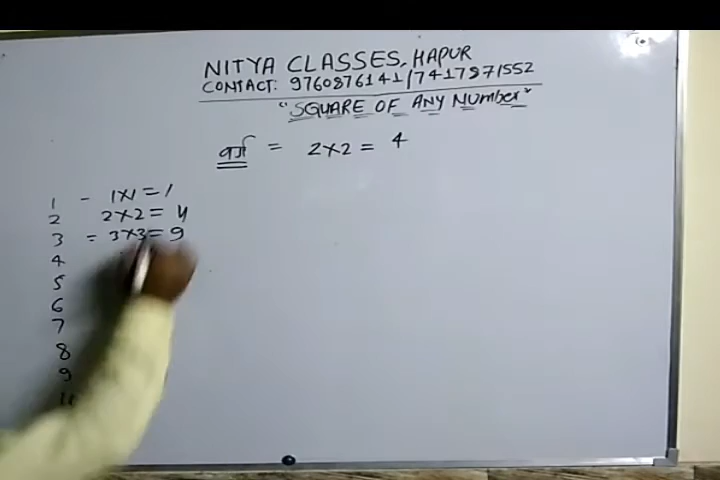 NITYA CLASSES, HAPUR
CONTACT: 9760876141/7417971552
"SQUARE OF ANY NUMBER"
वर्ग = 2×2 = 4
1 - 1×1 = 1
2 2×2 = 4
3 = 3×3 = 9
4
5
6
7
8
9